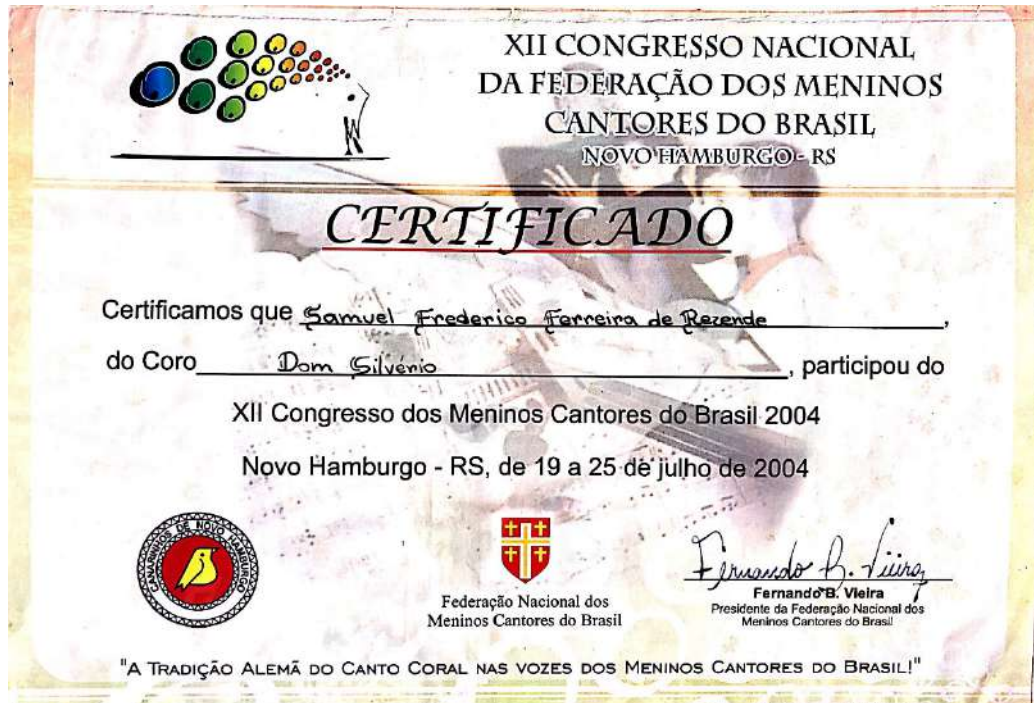 XII CONGRESSO NACIONAL
DA FEDERAÇÃO DOS MENINOS
CANTORES DO BRASIL
NOVO HAMBURGO - RS
CERTIFICADO
Certificamos que Samuel Frederico Ferreira de Rezende,
do Coro Dom Silvério, participou do
XII Congresso dos Meninos Cantores do Brasil 2004
Novo Hamburgo - RS, de 19 a 25 de julho de 2004
CANARINHOS DE NOVO HAMBURGO
Federação Nacional dos
Meninos Cantores do Brasil
Fernando B. Vieira
Fernando B. Vieira
Presidente da Federação Nacional dos
Meninos Cantores do Brasil
"A TRADIÇÃO ALEMÃ DO CANTO CORAL NAS VOZES DOS MENINOS CANTORES DO BRASIL!"